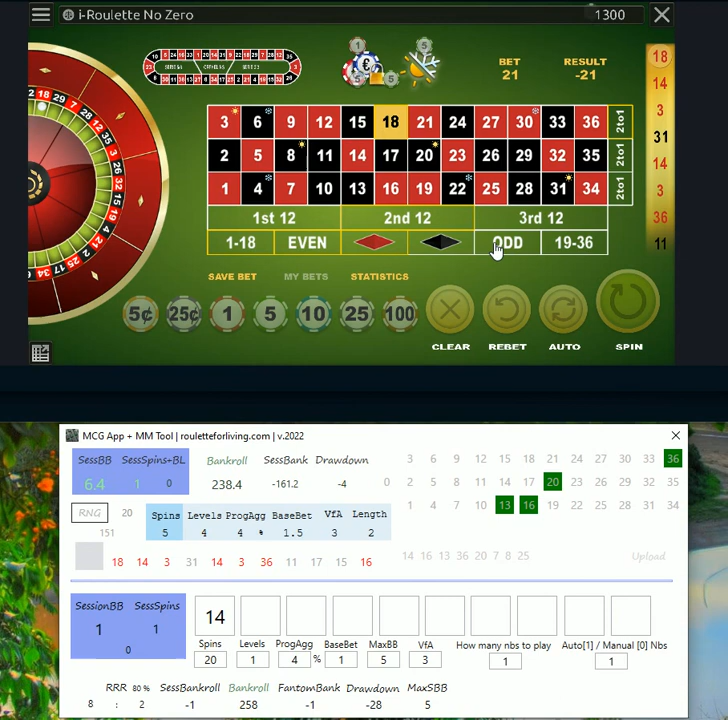 i-Roulette No Zero 1300
BET RESULT
21 -21
18
14
3
31
14
3
36
11
3 6 9 12 15 18 21 24 27 30 33 36 2to1
2 5 8 11 14 17 20 23 26 29 32 35 2to1
1 4 7 10 13 16 19 22 25 28 31 34 2to1
1st 12 2nd 12 3rd 12
1-18 EVEN ODD 19-36
SAVE BET MY BETS STATISTICS
5¢ 25¢ 1 5 10 25 100
CLEAR REBET AUTO SPIN
MCG App + MM Tool | rouletteforliving.com | v.2022
SessBB SessSpins+BL Bankroll SessBank Drawdown
6.4 1 0 238.4 -161.2 -4
3 6 9 12 15 18 21 24 27 30 33 36
0 2 5 8 11 14 17 20 23 26 29 32 35
1 4 7 10 13 16 19 22 25 28 31 34
RNG 20
151
Spins Levels ProgAgg BaseBet VfA Length
5 4 4 % 1.5 3 2
18 14 3 31 14 3 36 11 17 15 16
14 16 13 36 20 7 8 25 Upload
SessionBB SessSpins
1 1
0
14
Spins Levels ProgAgg BaseBet MaxBB VfA How many nbs to play Auto[1] / Manual [0] Nbs
20 1 4 % 1 5 3 1 1
RRR 80 % SessBankroll Bankroll FantomBank Drawdown MaxSBB
8 : 2 -1 258 -1 -28 5